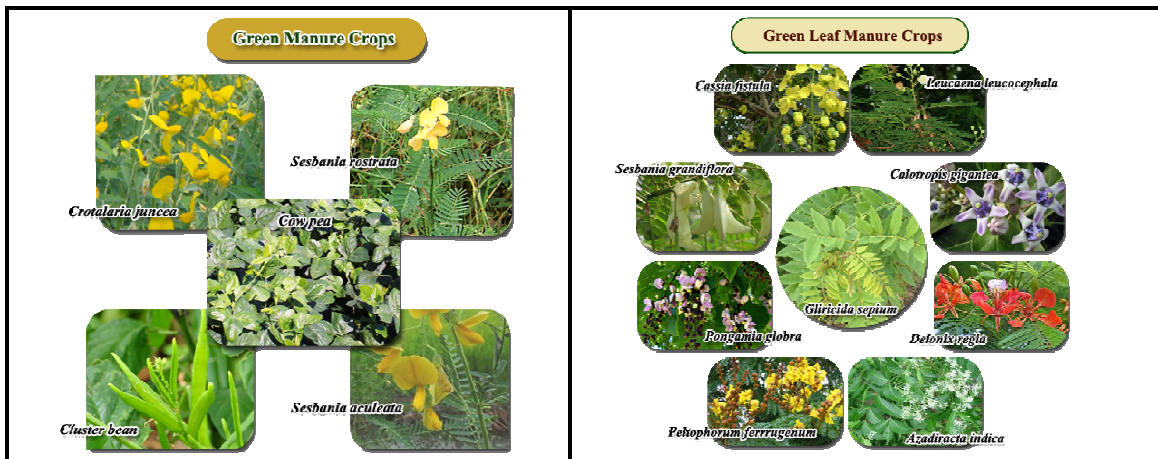 Green Manure Crops
Crotalaria juncea
Sesbania rostrata
Cow pea
Cluster bean
Sesbania aculeata
Green Leaf Manure Crops
Cassia fistula
Leucaena leucocephala
Sesbania grandiflora
Calotropis gigantea
Gliricida sepium
Pongamia globra
Delonix regia
Peltophorum ferrrugenum
Azadiracta indica